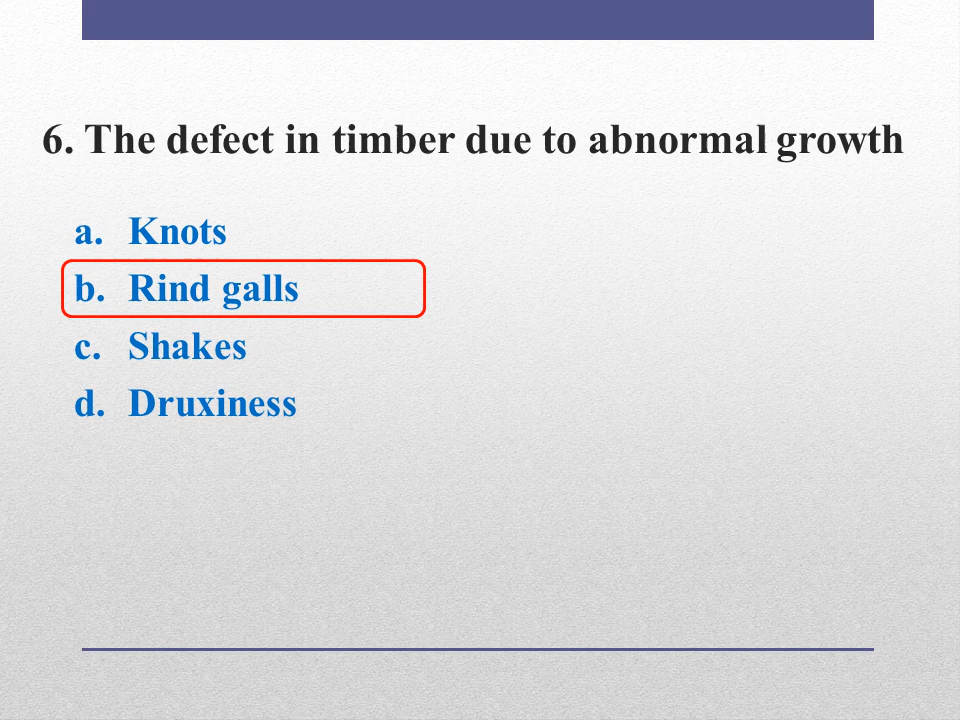 6. The defect in timber due to abnormal growth
a. Knots
b. Rind galls
c. Shakes
d. Druxiness